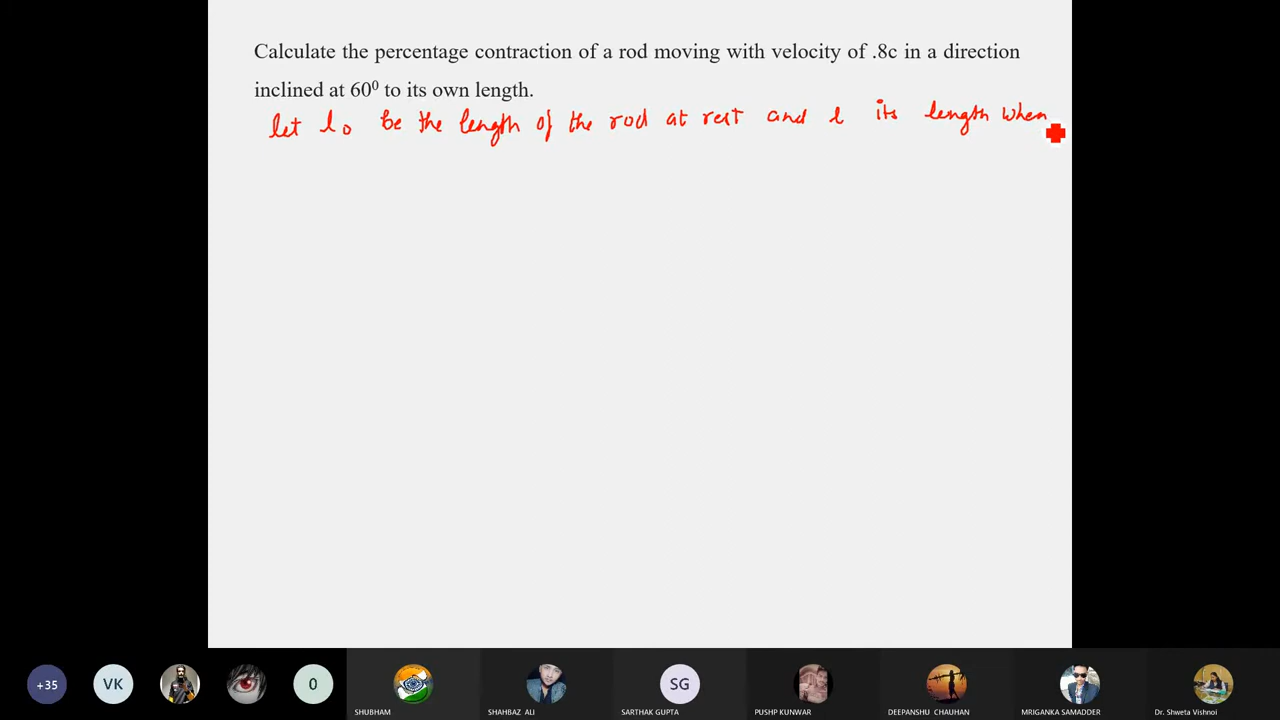 Calculate the percentage contraction of a rod moving with velocity of .8c in a direction
inclined at 60⁰ to its own length.
let l₀ be the length of the rod at rest and l its length when
+35
VK
0
SG
SHUBHAM
SHAHBAZ ALI
SARTHAK GUPTA
PUSHP KUNWAR
DEEPANSHU CHAUHAN
MRIGANKA SAMADDER
Dr. Shweta Vishnoi